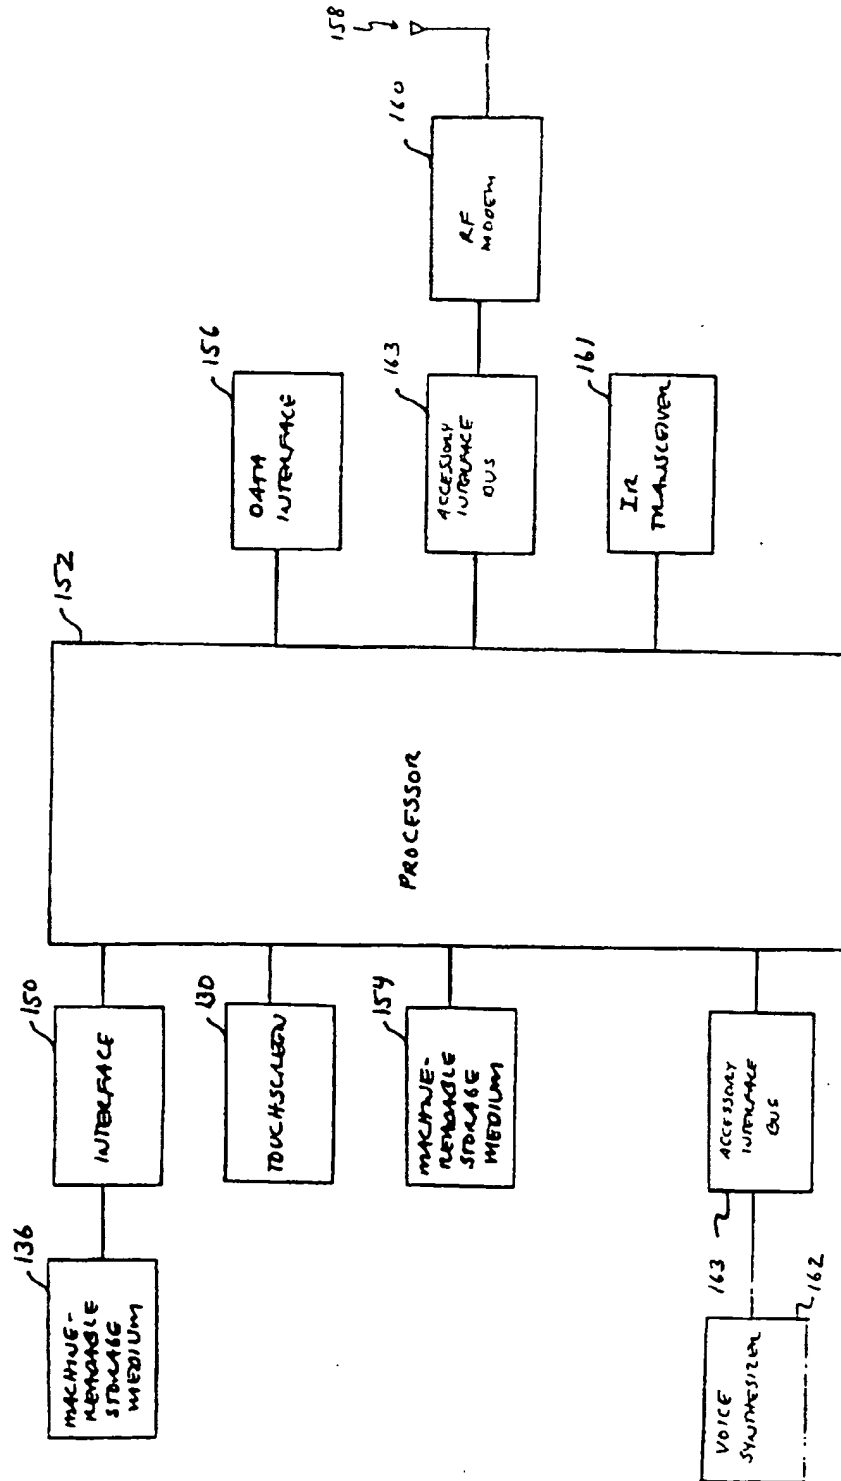 136
MACHINE-
READABLE
STORAGE
MEDIUM
150
INTERFACE
130
TOUCHSCREEN
154
MACHINE-
READABLE
STORAGE
MEDIUM
VOICE
SYNTHESIZER
162
163
ACCESSORY
INTERFACE
BUS
152
PROCESSOR
156
DATA
INTERFACE
163
ACCESSORY
INTERFACE
BUS
161
IR
TRANSCEIVER
160
RF
MODEM
158